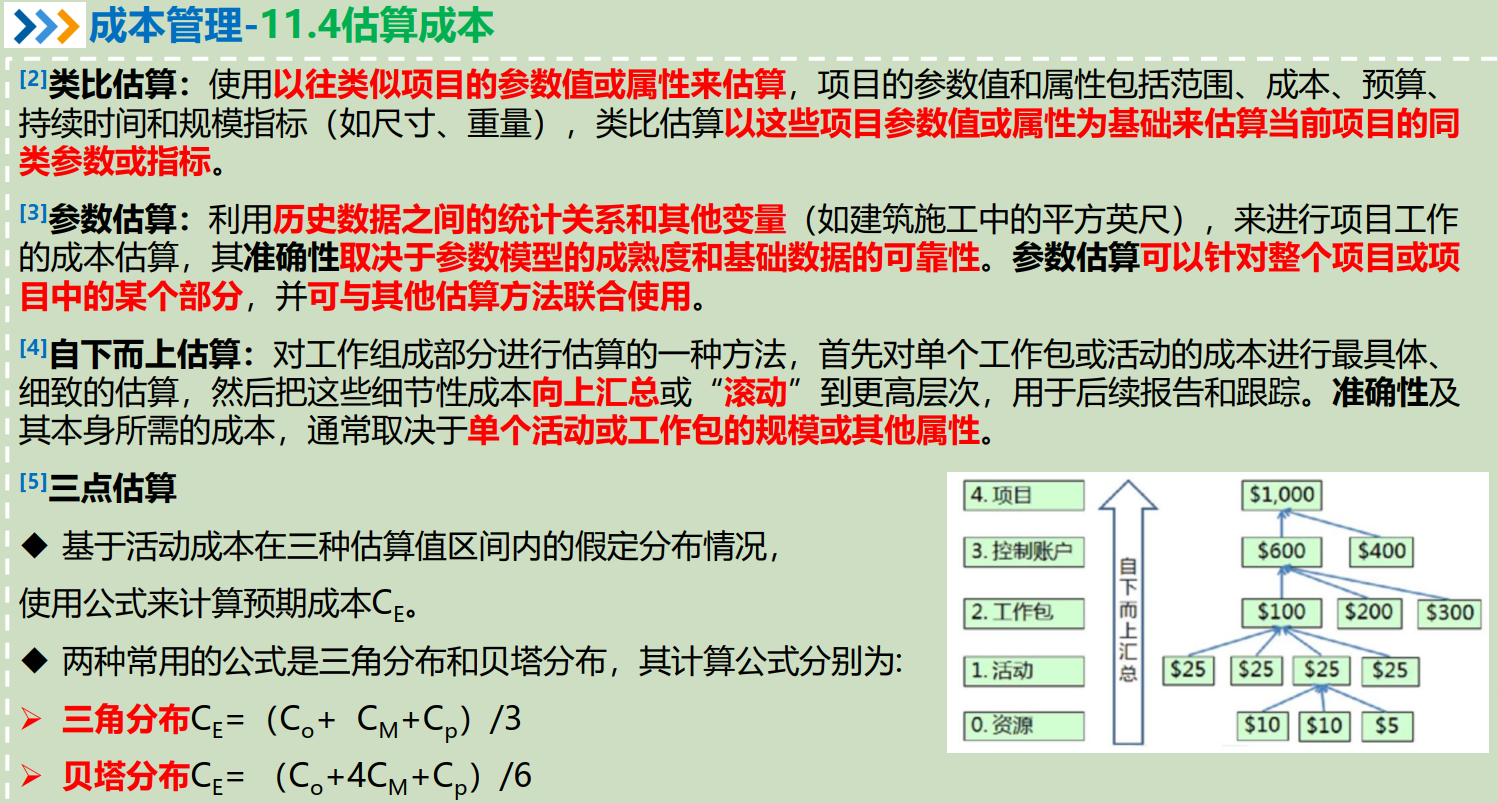 成本管理-11.4估算成本
[2]类比估算：使用以往类似项目的参数值或属性来估算，项目的参数值和属性包括范围、成本、预算、
持续时间和规模指标（如尺寸、重量），类比估算以这些项目参数值或属性为基础来估算当前项目的同
类参数或指标。
[3]参数估算：利用历史数据之间的统计关系和其他变量（如建筑施工中的平方英尺），来进行项目工作
的成本估算，其准确性取决于参数模型的成熟度和基础数据的可靠性。参数估算可以针对整个项目或项
目中的某个部分，并可与其他估算方法联合使用。
[4]自下而上估算：对工作组成部分进行估算的一种方法，首先对单个工作包或活动的成本进行最具体、
细致的估算，然后把这些细节性成本向上汇总或“滚动”到更高层次，用于后续报告和跟踪。准确性及
其本身所需的成本，通常取决于单个活动或工作包的规模或其他属性。
[5]三点估算
◆ 基于活动成本在三种估算值区间内的假定分布情况，
使用公式来计算预期成本CE。
◆ 两种常用的公式是三角分布和贝塔分布，其计算公式分别为:
➢ 三角分布CE=（Co+ CM+Cp）/3
➢ 贝塔分布CE= （Co+4CM+Cp）/6
4. 项目 $1,000
3. 控制账户 $600 $400
2. 工作包 $100 $200 $300
1. 活动 $25 $25 $25 $25
0. 资源 $10 $10 $5
自下而上汇总